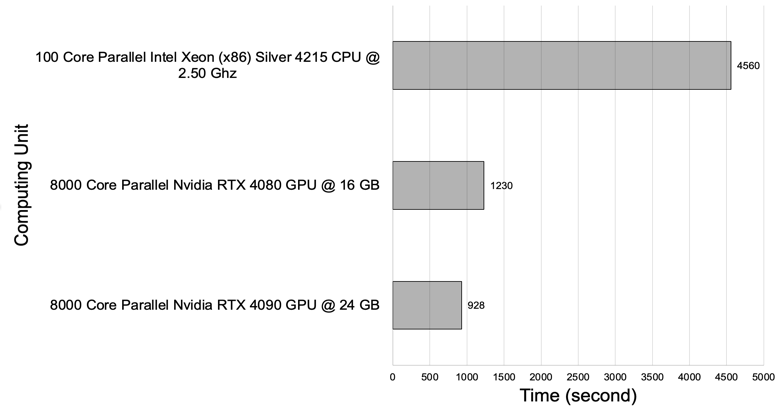 100 Core Parallel Intel Xeon (x86) Silver 4215 CPU @
2.50 Ghz
4560
Computing Unit
8000 Core Parallel Nvidia RTX 4080 GPU @ 16 GB
1230
8000 Core Parallel Nvidia RTX 4090 GPU @ 24 GB
928
0 500 1000 1500 2000 2500 3000 3500 4000 4500 5000
Time (second)